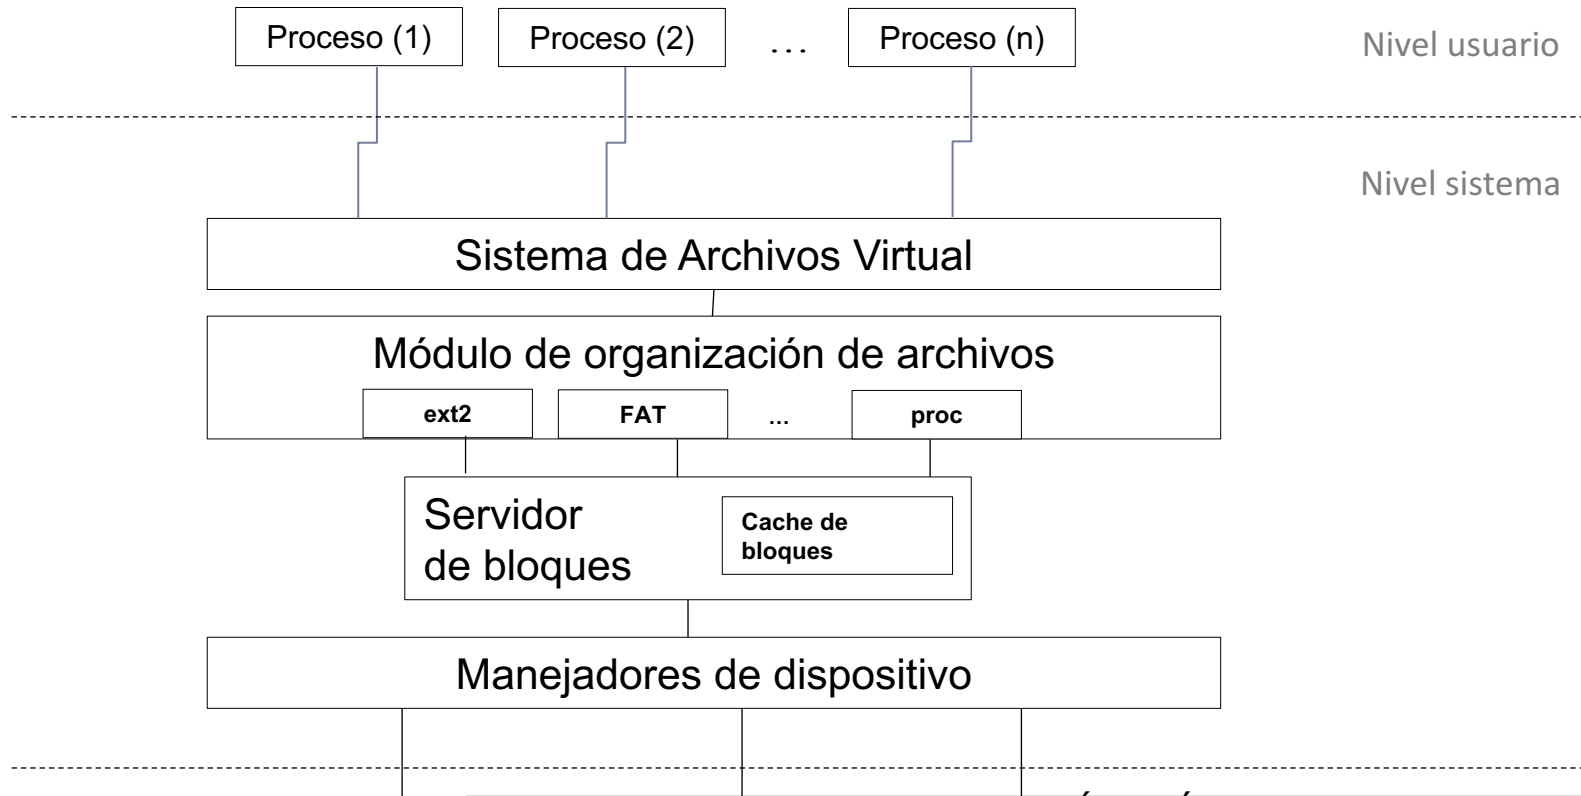 Proceso (1)
Proceso (2)
...
Proceso (n)
Nivel usuario
Nivel sistema
Sistema de Archivos Virtual
Módulo de organización de archivos
ext2
FAT
...
proc
Servidor
de bloques
Cache de
bloques
Manejadores de dispositivo